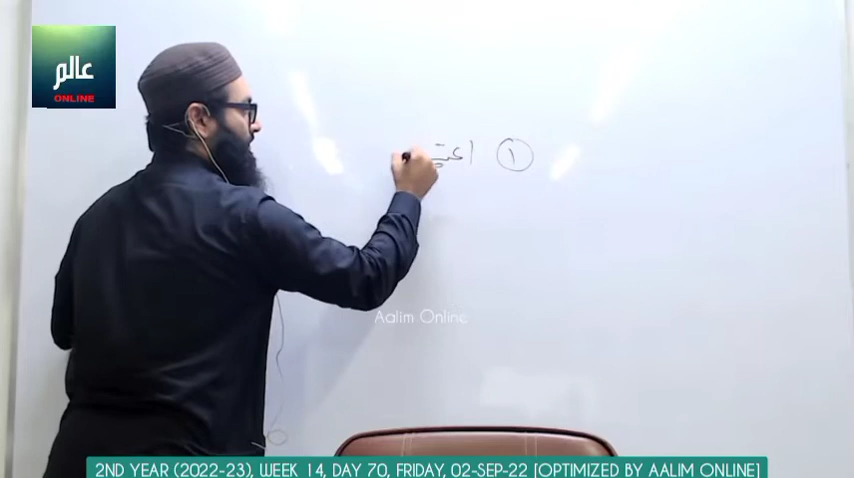 عالم
ONLINE
①
Aalim Online
2ND YEAR (2022-23), WEEK 14, DAY 70, FRIDAY, 02-SEP-22 [OPTIMIZED BY AALIM ONLINE]